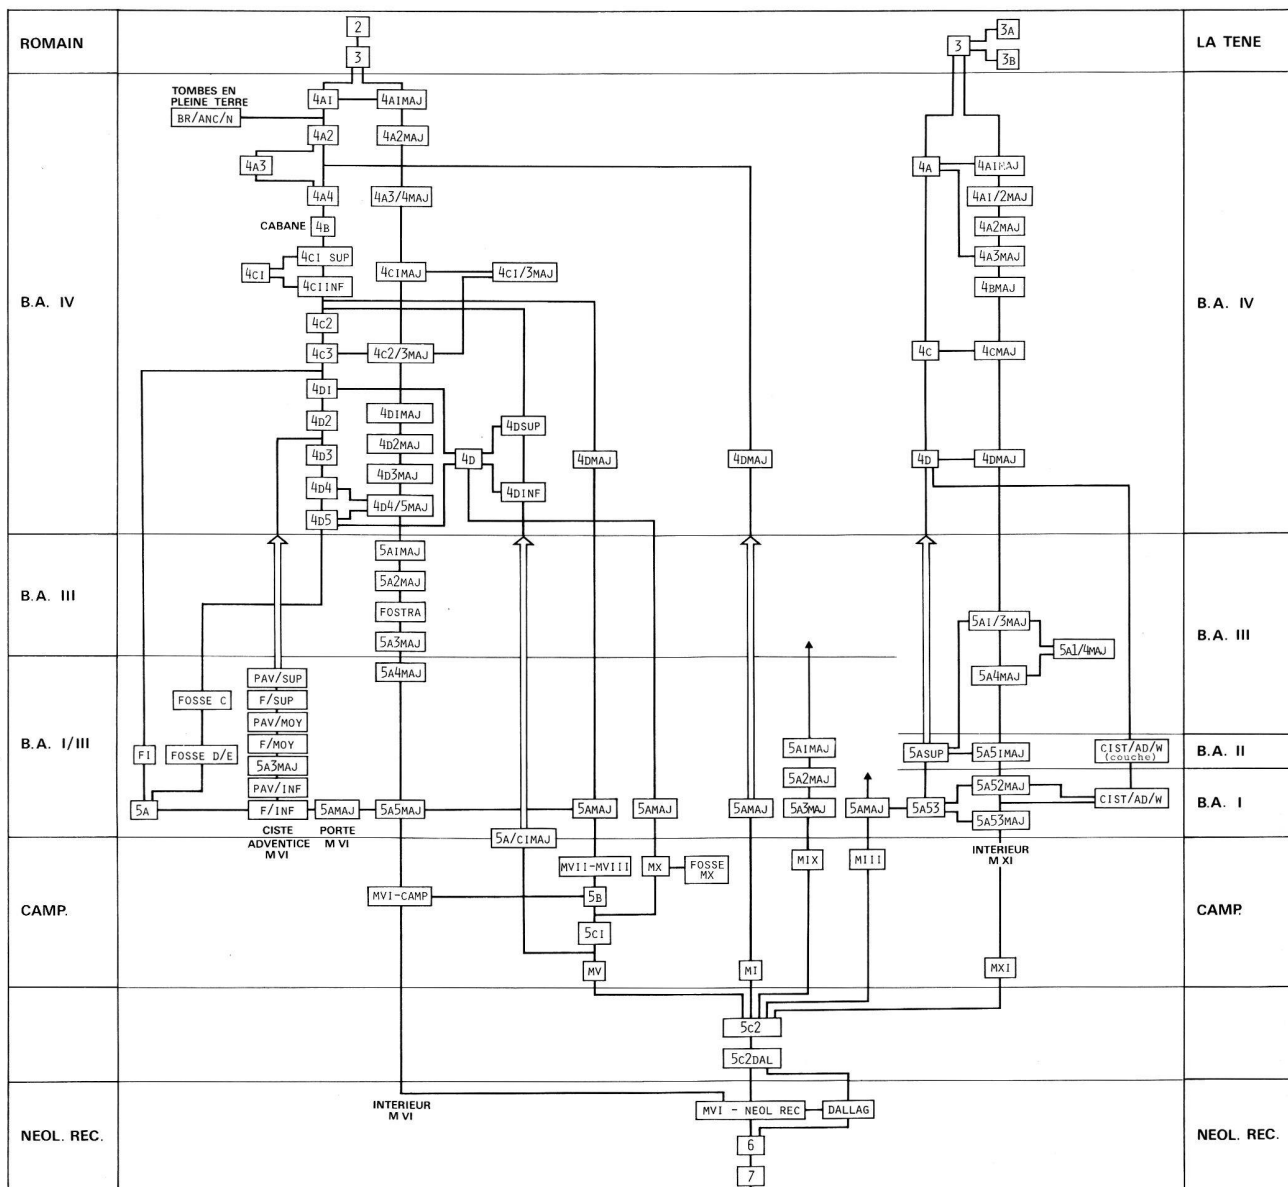 ROMAIN
2
3
3A
3
3B
LA TENE
TOMBES EN
PLEINE TERRE
BR/ANC/N
4AI
4AIMAJ
4A2
4A2MAJ
4A3
4A4
4A3/4MAJ
CABANE
4B
4CI SUP
4CI
4CIINF
4CIMAJ
4CI/3MAJ
4C2
4C3
4C2/3MAJ
4DI
4D2
4D3
4D4
4D5
4DIMAJ
4D2MAJ
4D3MAJ
4D4/5MAJ
4D
4DSUP
4DINF
4DMAJ
4DMAJ
4A
4AIMAJ
4AI/2MAJ
4A2MAJ
4A3MAJ
4BMAJ
4C
4CMAJ
4D
4DMAJ
B.A. IV
B.A. IV
B.A. III
5AIMAJ
5A2MAJ
FOSTRA
5A3MAJ
5A4MAJ
5AI/3MAJ
5A1/4MAJ
5A4MAJ
B.A. III
B.A. I/III
PAV/SUP
F/SUP
PAV/MOY
F/MOY
5A3MAJ
PAV/INF
F/INF
FOSSE C
FOSSE D/E
FI
5A
CISTE
ADVENTICE
M VI
5AMAJ
PORTE
M VI
5A5MAJ
5AMAJ
5AMAJ
5AMAJ
5AIMAJ
5A2MAJ
5A3MAJ
5AMAJ
5ASUP
5A5IMAJ
CIST/AD/W
(couche)
B.A. II
5A53
5A52MAJ
5A53MAJ
CIST/AD/W
B.A. I
INTERIEUR
M XI
5A/CIMAJ
MVII-MVIII
MX
FOSSE
MX
MIX
MIII
CAMP.
MVI-CAMP
5B
5CI
MV
MI
MXI
CAMP.
5C2
5C2DAL
INTERIEUR
M VI
MVI - NEOL REC
DALLAG
NEOL. REC.
6
7
NEOL. REC.